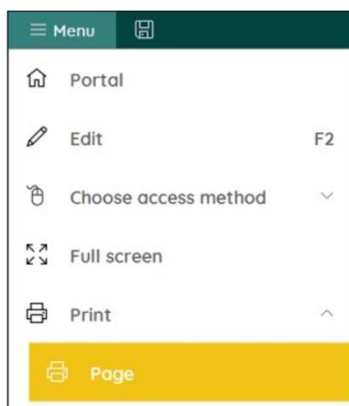 Menu
Portal
Edit F2
Choose access method
Full screen
Print
Page